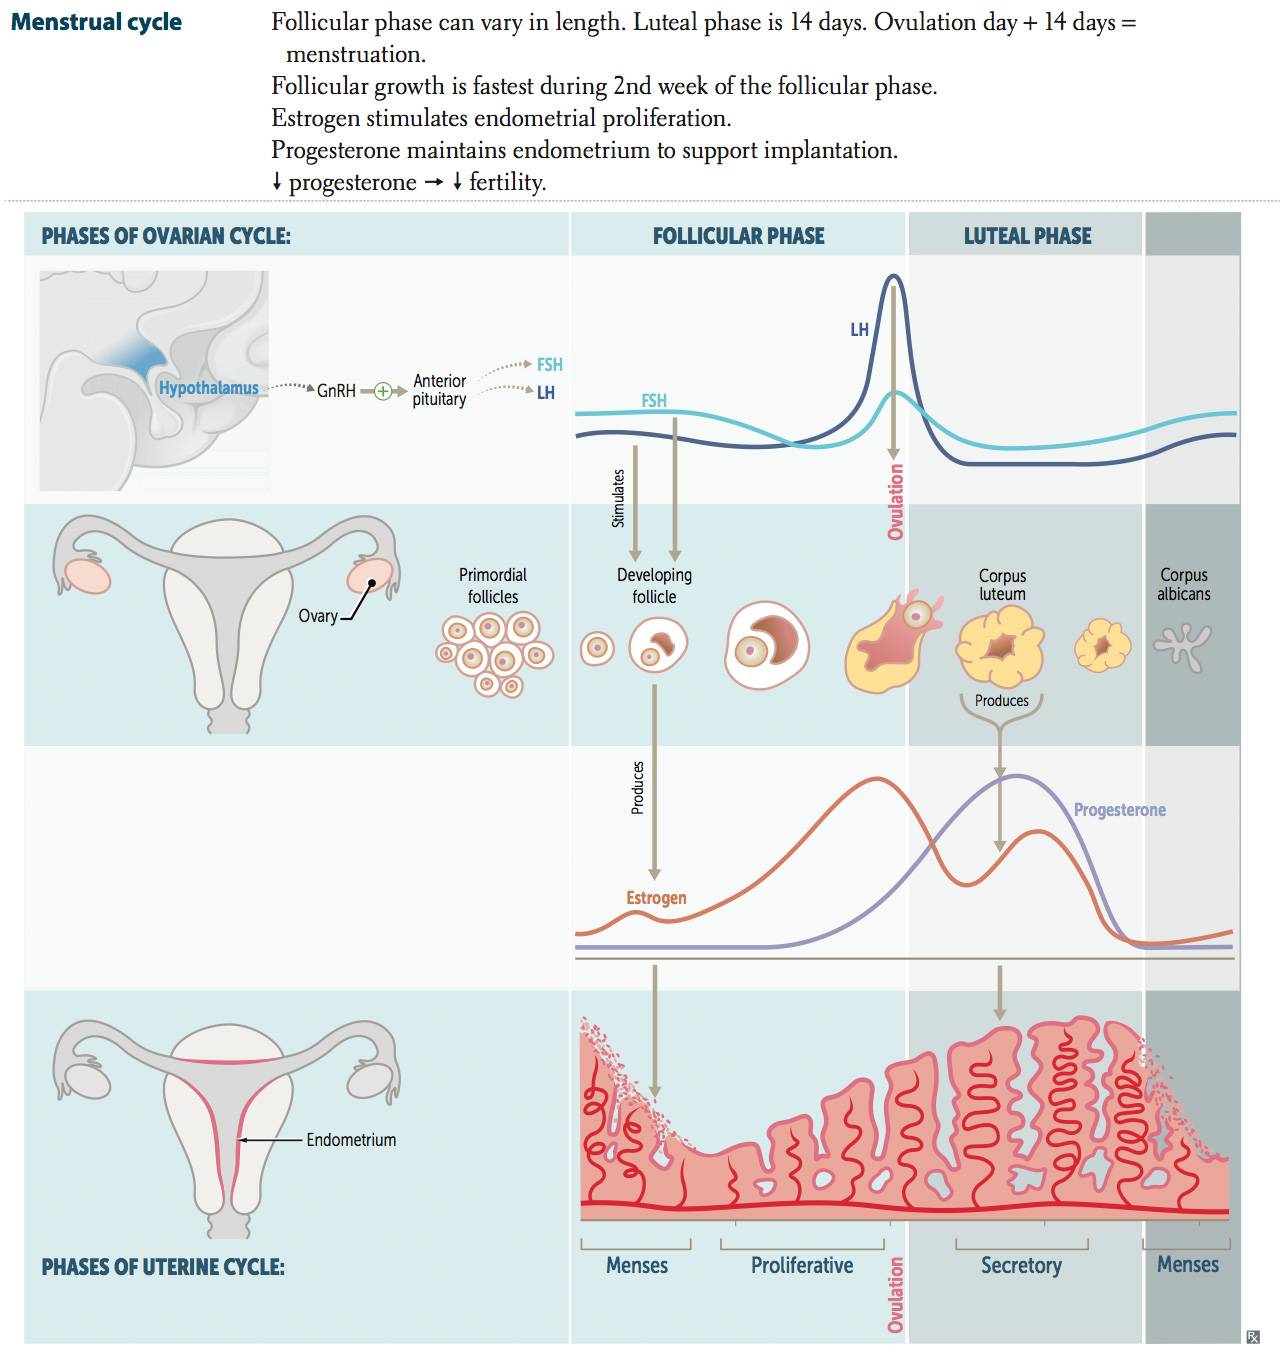 Menstrual cycle
Follicular phase can vary in length. Luteal phase is 14 days. Ovulation day + 14 days =
menstruation.
Follicular growth is fastest during 2nd week of the follicular phase.
Estrogen stimulates endometrial proliferation.
Progesterone maintains endometrium to support implantation.
↓ progesterone → ↓ fertility.
PHASES OF OVARIAN CYCLE:
FOLLICULAR PHASE
LUTEAL PHASE
Hypothalamus
GnRH
+
Anterior
pituitary
FSH
LH
FSH
LH
Stimulates
Ovulation
Ovary
Primordial
follicles
Developing
follicle
Corpus
luteum
Corpus
albicans
Produces
Produces
Estrogen
Progesterone
Endometrium
PHASES OF UTERINE CYCLE:
Menses
Proliferative
Ovulation
Secretory
Menses
Rx